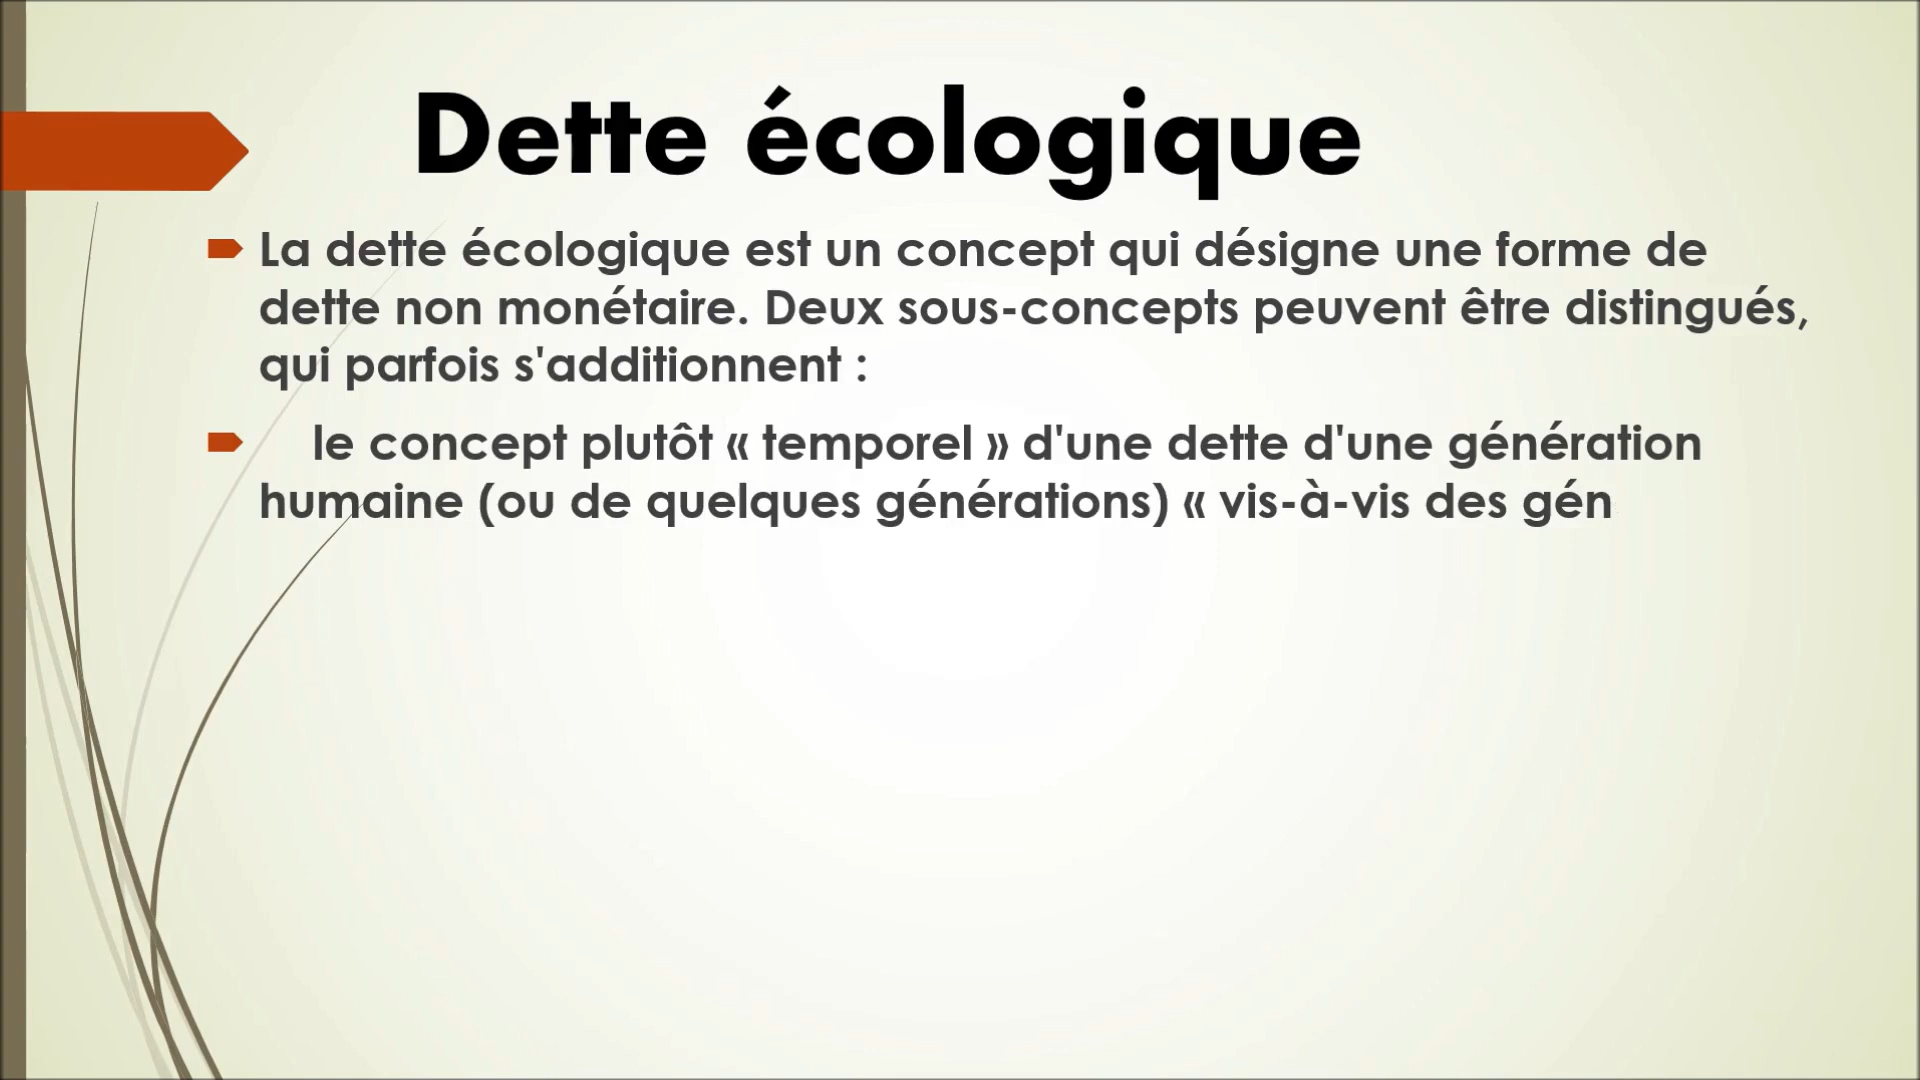 Dette écologique
La dette écologique est un concept qui désigne une forme de
dette non monétaire. Deux sous-concepts peuvent être distingués,
qui parfois s'additionnent :
le concept plutôt « temporel » d'une dette d'une génération
humaine (ou de quelques générations) « vis-à-vis des gén